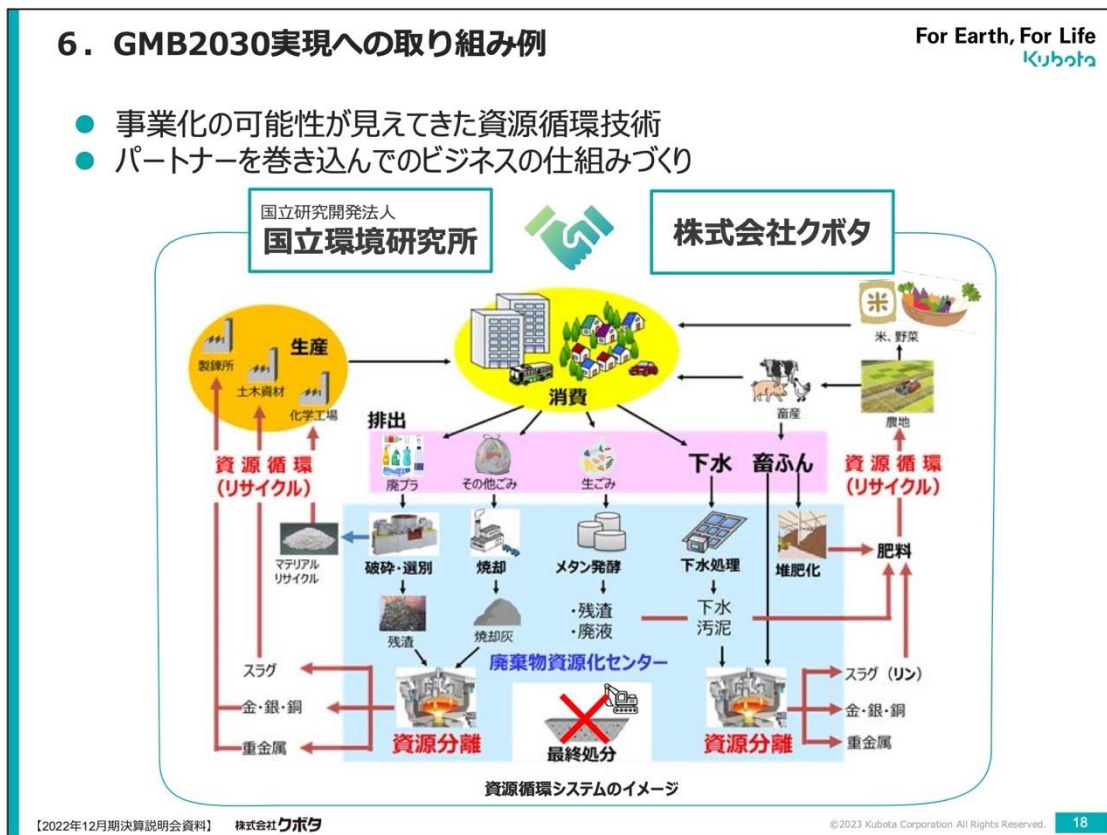 6．GMB2030実現への取り組み例
For Earth, For Life
Kubota
● 事業化の可能性が見えてきた資源循環技術
● パートナーを巻き込んでのビジネスの仕組みづくり
国立研究開発法人
国立環境研究所
株式会社クボタ
生産
製錬所
土木資材
化学工場
消費
米
米、野菜
畜産
農地
排出
廃プラ
その他ごみ
生ごみ
下水
畜ふん
資源循環
(リサイクル)
資源循環
(リサイクル)
マテリアル
リサイクル
破砕・選別
焼却
メタン発酵
下水処理
堆肥化
肥料
残渣
焼却灰
・残渣
・廃液
下水
汚泥
廃棄物資源化センター
スラグ
金・銀・銅
重金属
資源分離
最終処分
資源分離
スラグ（リン）
金・銀・銅
重金属
資源循環システムのイメージ
【2022年12月期決算説明会資料】 株式会社クボタ
©2023 Kubota Corporation All Rights Reserved.
18